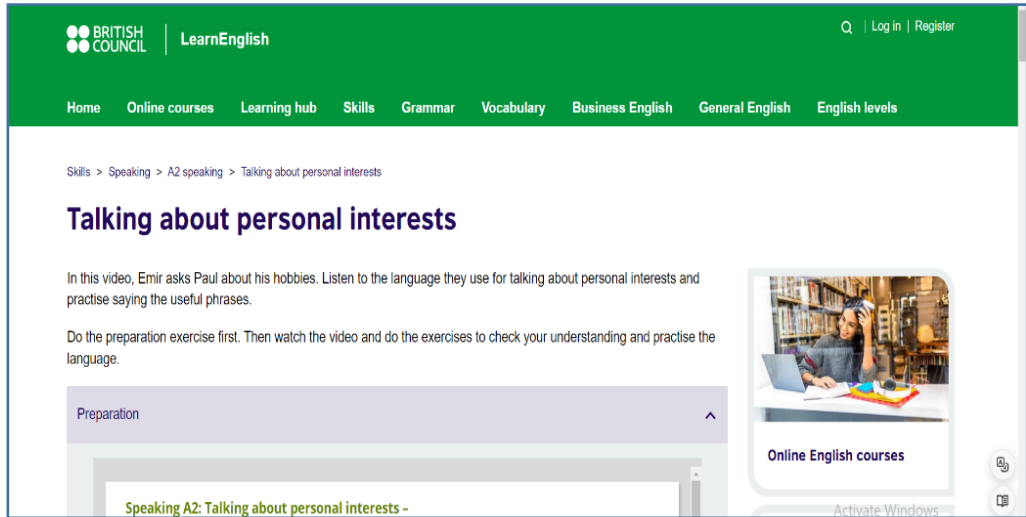 BRITISH
COUNCIL
LearnEnglish
Log in | Register
Home Online courses Learning hub Skills Grammar Vocabulary Business English General English English levels
Skills > Speaking > A2 speaking > Talking about personal interests
Talking about personal interests
In this video, Emir asks Paul about his hobbies. Listen to the language they use for talking about personal interests and
practise saying the useful phrases.
Do the preparation exercise first. Then watch the video and do the exercises to check your understanding and practise the
language.
Preparation
Speaking A2: Talking about personal interests –
Online English courses
Activate Windows